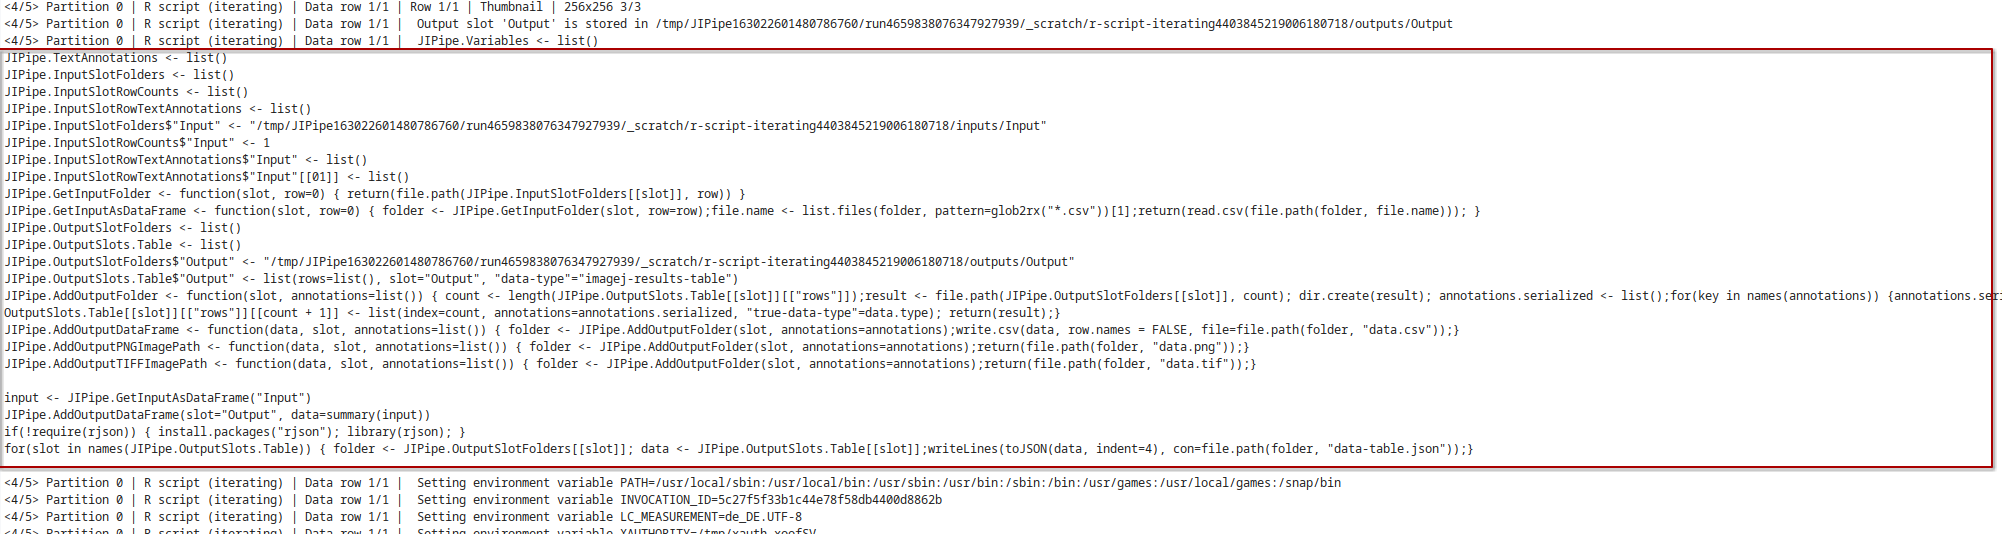 <4/5> Partition 0 | R script (iterating) | Data row 1/1 | Row 1/1 | Thumbnail | 256x256 3/3
<4/5> Partition 0 | R script (iterating) | Data row 1/1 |  Output slot 'Output' is stored in /tmp/JIPipe163022601480786760/run4659838076347927939/_scratch/r-script-iterating4403845219006180718/outputs/Output
<4/5> Partition 0 | R script (iterating) | Data row 1/1 |  JIPipe.Variables <- list()
JIPipe.TextAnnotations <- list()
JIPipe.InputSlotFolders <- list()
JIPipe.InputSlotRowCounts <- list()
JIPipe.InputSlotRowTextAnnotations <- list()
JIPipe.InputSlotFolders$"Input" <- "/tmp/JIPipe163022601480786760/run4659838076347927939/_scratch/r-script-iterating4403845219006180718/inputs/Input"
JIPipe.InputSlotRowCounts$"Input" <- 1
JIPipe.InputSlotRowTextAnnotations$"Input" <- list()
JIPipe.InputSlotRowTextAnnotations$"Input"[[01]] <- list()
JIPipe.GetInputFolder <- function(slot, row=0) { return(file.path(JIPipe.InputSlotFolders[[slot]], row)) }
JIPipe.GetInputAsDataFrame <- function(slot, row=0) { folder <- JIPipe.GetInputFolder(slot, row=row);file.name <- list.files(folder, pattern=glob2rx("*.csv"))[1];return(read.csv(file.path(folder, file.name))); }
JIPipe.OutputSlotFolders <- list()
JIPipe.OutputSlots.Table <- list()
JIPipe.OutputSlotFolders$"Output" <- "/tmp/JIPipe163022601480786760/run4659838076347927939/_scratch/r-script-iterating4403845219006180718/outputs/Output"
JIPipe.OutputSlots.Table$"Output" <- list(rows=list(), slot="Output", "data-type"="imagej-results-table")
JIPipe.AddOutputFolder <- function(slot, annotations=list()) { count <- length(JIPipe.OutputSlots.Table[[slot]][["rows"]]);result <- file.path(JIPipe.OutputSlotFolders[[slot]], count); dir.create(result); annotations.serialized <- list();for(key in names(annotations)) {annotations.seri
OutputSlots.Table[[slot]][["rows"]][[count + 1]] <- list(index=count, annotations=annotations.serialized, "true-data-type"=data.type); return(result);}
JIPipe.AddOutputDataFrame <- function(data, slot, annotations=list()) { folder <- JIPipe.AddOutputFolder(slot, annotations=annotations);write.csv(data, row.names = FALSE, file=file.path(folder, "data.csv"));}
JIPipe.AddOutputPNGImagePath <- function(data, slot, annotations=list()) { folder <- JIPipe.AddOutputFolder(slot, annotations=annotations);return(file.path(folder, "data.png"));}
JIPipe.AddOutputTIFFImagePath <- function(data, slot, annotations=list()) { folder <- JIPipe.AddOutputFolder(slot, annotations=annotations);return(file.path(folder, "data.tif"));}
input <- JIPipe.GetInputAsDataFrame("Input")
JIPipe.AddOutputDataFrame(slot="Output", data=summary(input))
if(!require(rjson)) { install.packages("rjson"); library(rjson); }
for(slot in names(JIPipe.OutputSlots.Table)) { folder <- JIPipe.OutputSlotFolders[[slot]]; data <- JIPipe.OutputSlots.Table[[slot]];writeLines(toJSON(data, indent=4), con=file.path(folder, "data-table.json"));}
<4/5> Partition 0 | R script (iterating) | Data row 1/1 |  Setting environment variable PATH=/usr/local/sbin:/usr/local/bin:/usr/sbin:/usr/bin:/sbin:/bin:/usr/games:/usr/local/games:/snap/bin
<4/5> Partition 0 | R script (iterating) | Data row 1/1 |  Setting environment variable INVOCATION_ID=5c27f5f33b1c44e78f58db4400d8862b
<4/5> Partition 0 | R script (iterating) | Data row 1/1 |  Setting environment variable LC_MEASUREMENT=de_DE.UTF-8
<4/5> Partition 0 | R script (iterating) | Data row 1/1 |  Setting environment variable